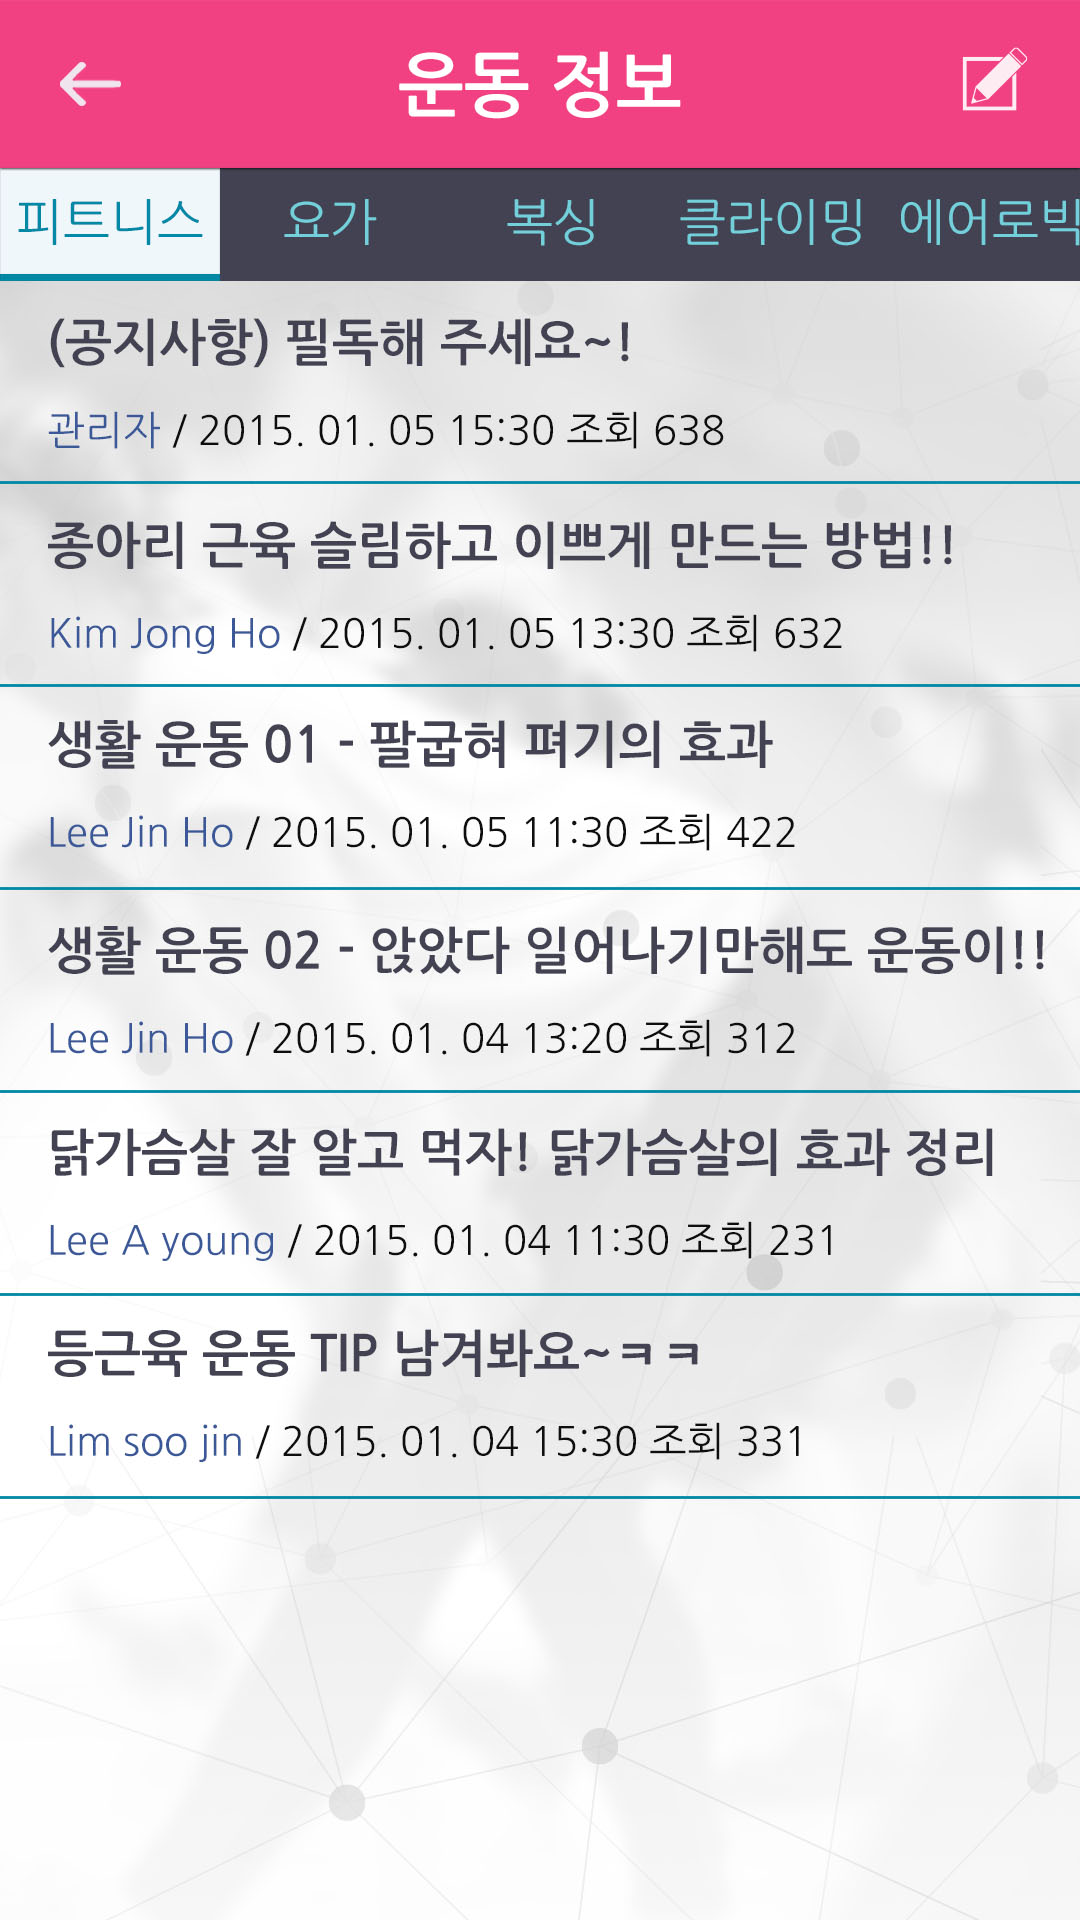 운동 정보
피트니스 요가 복싱 클라이밍 에어로빅
(공지사항) 필독해 주세요~!
관리자 / 2015. 01. 05 15:30 조회 638
종아리 근육 슬림하고 이쁘게 만드는 방법!!
Kim Jong Ho / 2015. 01. 05 13:30 조회 632
생활 운동 01 - 팔굽혀 펴기의 효과
Lee Jin Ho / 2015. 01. 05 11:30 조회 422
생활 운동 02 - 앉았다 일어나기만해도 운동이!!
Lee Jin Ho / 2015. 01. 04 13:20 조회 312
닭가슴살 잘 알고 먹자! 닭가슴살의 효과 정리
Lee A young / 2015. 01. 04 11:30 조회 231
등근육 운동 TIP 남겨봐요~ㅋㅋ
Lim soo jin / 2015. 01. 04 15:30 조회 331